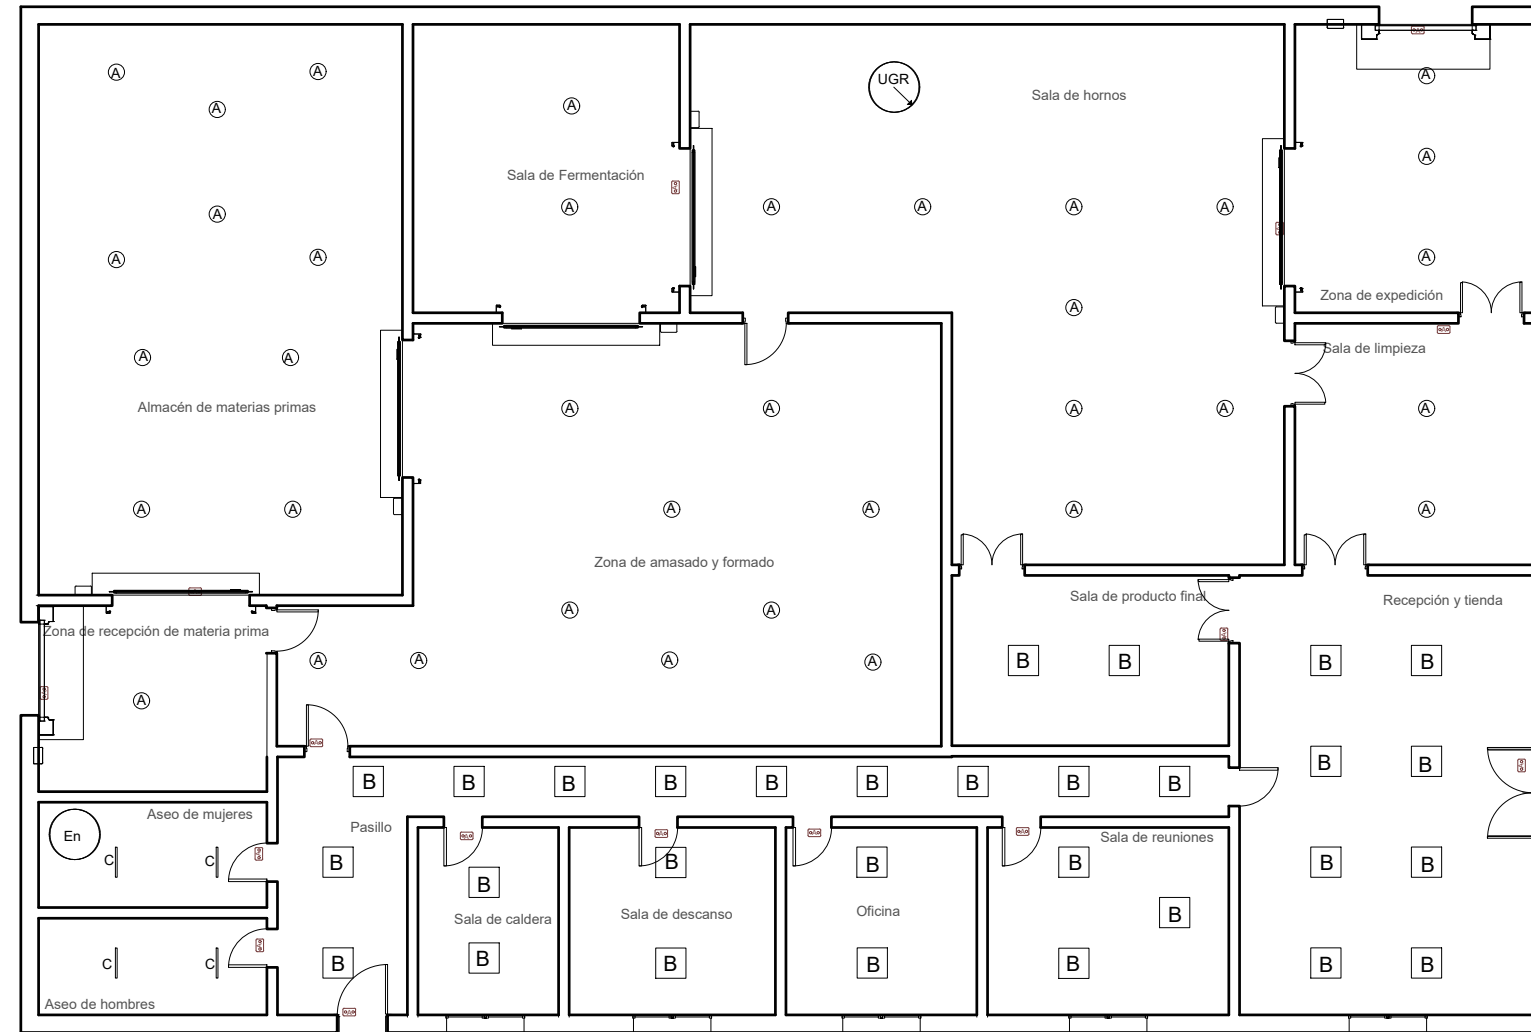 A
A
A
A
UGR
Sala de hornos
A
A
Sala de Fermentación
A
A
A
A
A
A
A
A
A
A
A
Zona de expedición
A
Sala de limpieza
A
A
Almacén de materias primas
A
A
A
A
A
A
A
A
A
A
A
Zona de amasado y formado
Sala de producto final
Recepción y tienda
A
A
Zona de recepción de materia prima
A
A
A
A
B
B
B
B
A
B
B
B
B
B
B
B
B
B
B
B
Aseo de mujeres
Pasillo
En
Sala de reuniones
C
C
B
B
B
B
B
B
B
Sala de caldera
Sala de descanso
Oficina
B
C
C
B
B
B
B
B
B
B
Aseo de hombres